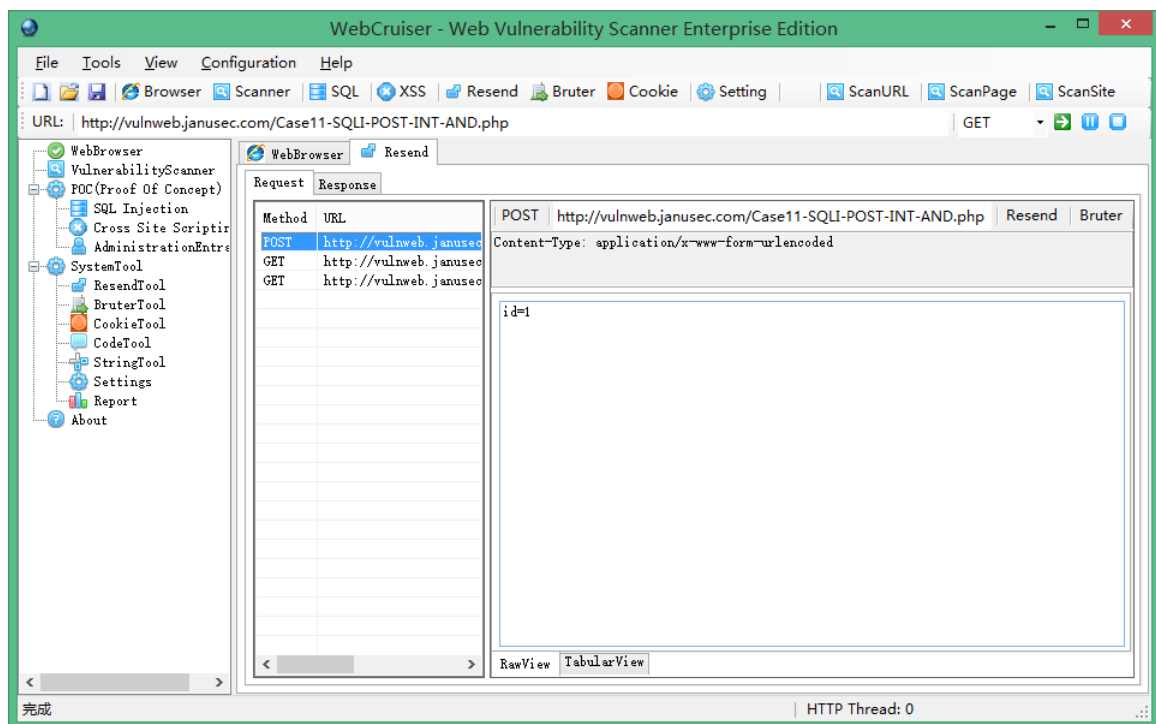 WebCruiser - Web Vulnerability Scanner Enterprise Edition
File Tools View Configuration Help
Browser Scanner SQL XSS Resend Bruter Cookie Setting ScanURL ScanPage ScanSite
URL: http://vulnweb.janusec.com/Case11-SQLI-POST-INT-AND.php GET
WebBrowser
VulnerabilityScanner
POC(Proof Of Concept)
SQL Injection
Cross Site Scriptir
AdministrationEntra
SystemTool
ResendTool
BruterTool
CookieTool
CodeTool
StringTool
Settings
Report
About
WebBrowser Resend
Request Response
Method URL
POST http://vulnweb.janusec
GET http://vulnweb.janusec
GET http://vulnweb.janusec
POST http://vulnweb.janusec.com/Case11-SQLI-POST-INT-AND.php Resend Bruter
Content-Type: application/x-www-form-urlencoded
id=1
RawView TabularView
完成 HTTP Thread: 0